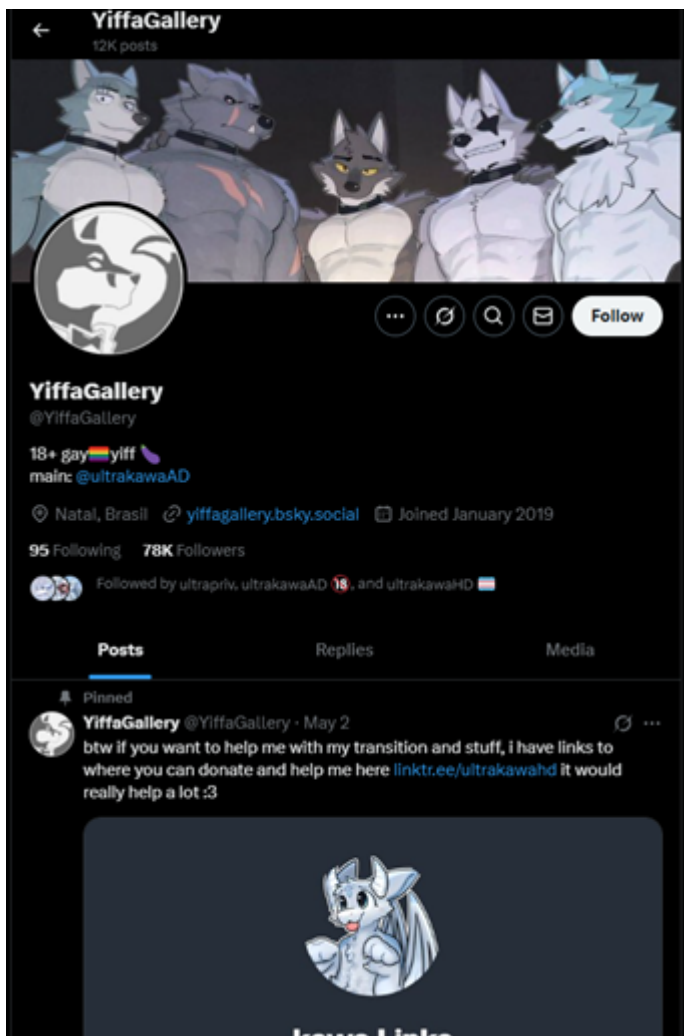 YiffaGallery
12K posts
Follow
YiffaGallery
@YiffaGallery
18+ gay🏳️‍🌈yiff 🍆
main: @ultrakawaAD
Natal, Brasil yiffagallery.bsky.social Joined January 2019
95 Following 78K Followers
Followed by ultrapriv, ultrakawaAD 🔞, and ultrakawaHD 🏳️‍⚧️
Posts Replies Media
Pinned
YiffaGallery @YiffaGallery · May 2
btw if you want to help me with my transition and stuff, i have links to
where you can donate and help me here linktr.ee/ultrakawahd it would
really help a lot :3
kawa Links